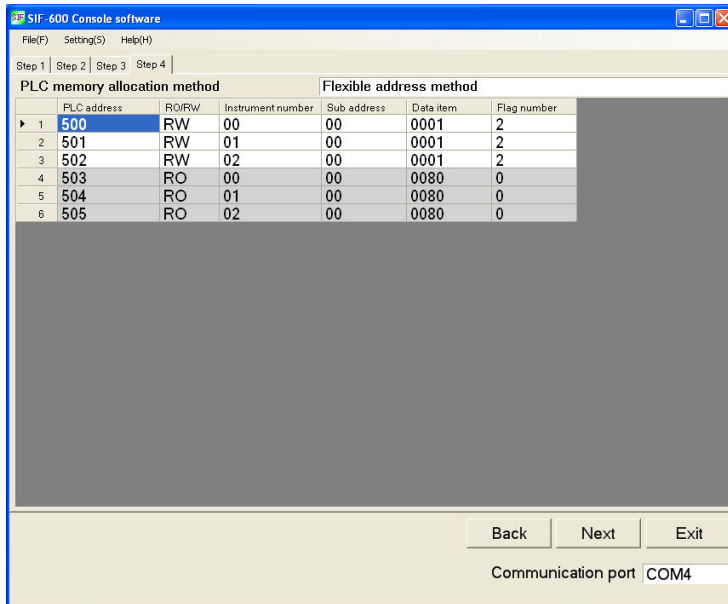 SIF SIF-600 Console software
File(F) Setting(S) Help(H)
Step 1 Step 2 Step 3 Step 4
PLC memory allocation method Flexible address method
PLC address RO/RW Instrument number Sub address Data item Flag number
1 500 RW 00 00 0001 2
2 501 RW 01 00 0001 2
3 502 RW 02 00 0001 2
4 503 RO 00 00 0080 0
5 504 RO 01 00 0080 0
6 505 RO 02 00 0080 0
Back Next Exit
Communication port COM4